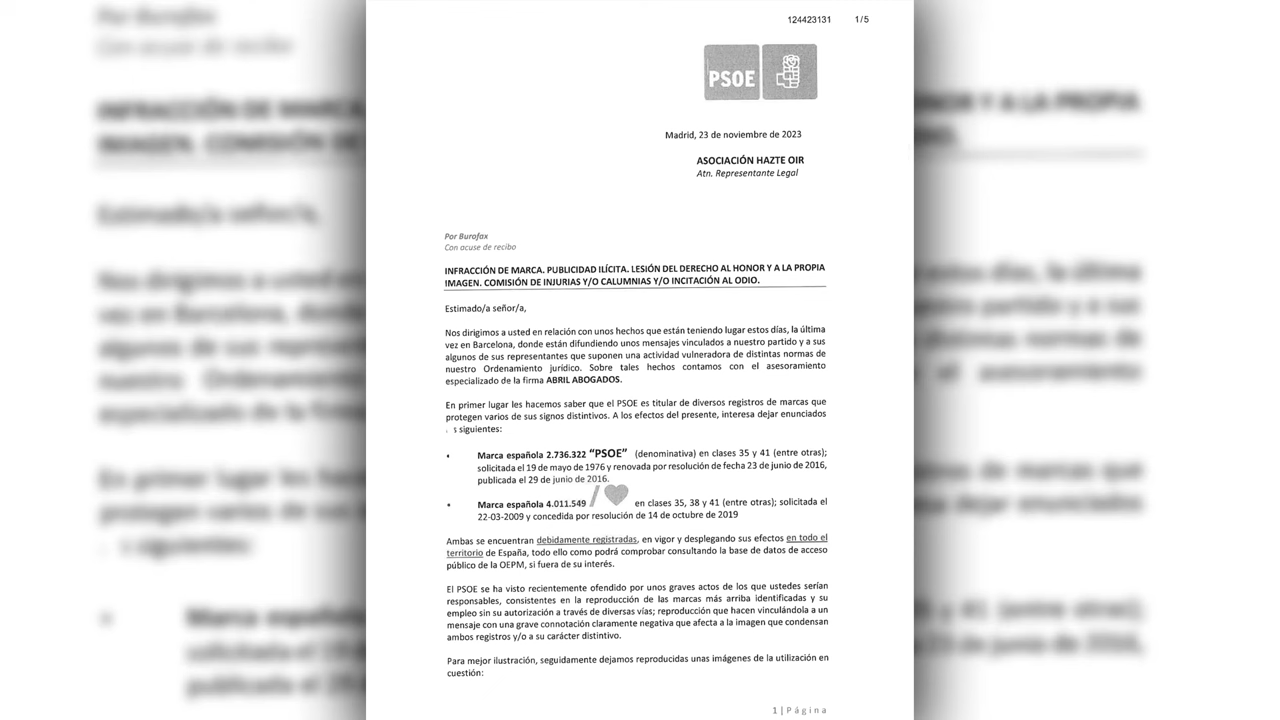 124423131 1/5
PSOE
Madrid, 23 de noviembre de 2023
ASOCIACIÓN HAZTE OIR
Atn. Representante Legal
Por Burofax
Con acuse de recibo
INFRACCIÓN DE MARCA. PUBLICIDAD ILÍCITA. LESIÓN DEL DERECHO AL HONOR Y A LA PROPIA
IMAGEN. COMISIÓN DE INJURIAS Y/O CALUMNIAS Y/O INCITACIÓN AL ODIO.
Estimado/a señor/a,
Nos dirigimos a usted en relación con unos hechos que están teniendo lugar estos días, la última
vez en Barcelona, donde están difundiendo unos mensajes vinculados a nuestro partido y a sus
algunos de sus representantes que suponen una actividad vulneradora de distintas normas de
nuestro Ordenamiento jurídico. Sobre tales hechos contamos con el asesoramiento
especializado de la firma ABRIL ABOGADOS.
En primer lugar les hacemos saber que el PSOE es titular de diversos registros de marcas que
protegen varios de sus signos distintivos. A los efectos del presente, interesa dejar enunciados
s siguientes:
• Marca española 2.736.322 "PSOE" (denominativa) en clases 35 y 41 (entre otras);
solicitada el 19 de mayo de 1976 y renovada por resolución de fecha 23 de junio de 2016,
publicada el 29 de junio de 2016.
• Marca española 4.011.549 / en clases 35, 38 y 41 (entre otras); solicitada el
22-03-2009 y concedida por resolución de 14 de octubre de 2019
Ambas se encuentran debidamente registradas, en vigor y desplegando sus efectos en todo el
territorio de España, todo ello como podrá comprobar consultando la base de datos de acceso
público de la OEPM, si fuera de su interés.
El PSOE se ha visto recientemente ofendido por unos graves actos de los que ustedes serían
responsables, consistentes en la reproducción de las marcas más arriba identificadas y su
empleo sin su autorización a través de diversas vías; reproducción que hacen vinculándola a un
mensaje con una grave connotación claramente negativa que afecta a la imagen que condensan
ambos registros y/o a su carácter distintivo.
Para mejor ilustración, seguidamente dejamos reproducidas unas imágenes de la utilización en
cuestión:
1 | Página